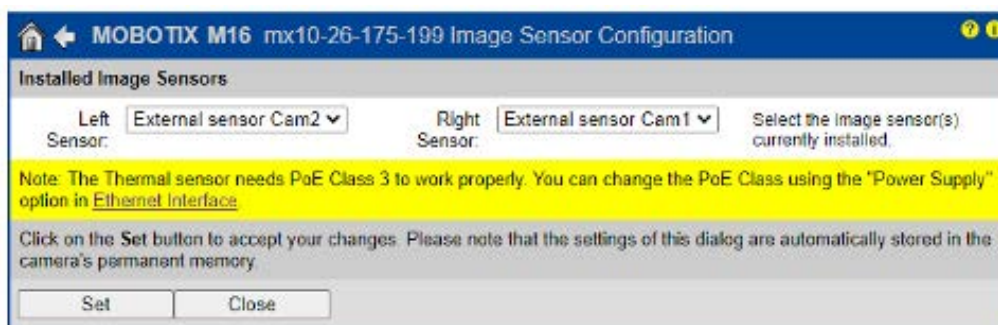 MOBOTIX M16 mx10-26-175-199 Image Sensor Configuration
Installed Image Sensors
Left Sensor: External sensor Cam2 Right Sensor: External sensor Cam1 Select the image sensor(s) currently installed.
Note: The Thermal sensor needs PoE Class 3 to work properly. You can change the PoE Class using the "Power Supply"
option in Ethernet Interface.
Click on the Set button to accept your changes. Please note that the settings of this dialog are automatically stored in the
camera's permanent memory.
Set Close